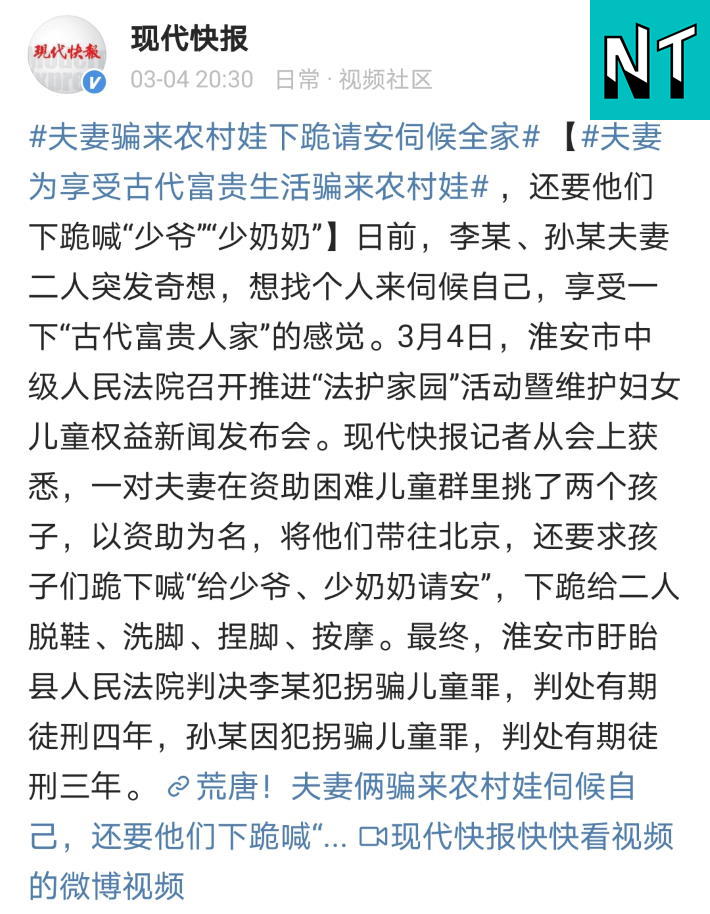 现代快报
现代快报
03-04 20:30 日常 · 视频社区
NT
#夫妻骗来农村娃下跪请安伺候全家# 【#夫妻
为享受古代富贵生活骗来农村娃# ，还要他们
下跪喊“少爷”“少奶奶”】日前，李某、孙某夫妻
二人突发奇想，想找个人来伺候自己，享受一
下“古代富贵人家”的感觉。3月4日，淮安市中
级人民法院召开推进“法护家园”活动暨维护妇女
儿童权益新闻发布会。现代快报记者从会上获
悉，一对夫妻在资助困难儿童群里挑了两个孩
子，以资助为名，将他们带往北京，还要求孩
子们跪下喊“给少爷、少奶奶请安”，下跪给二人
脱鞋、洗脚、捏脚、按摩。最终，淮安市盱眙
县人民法院判决李某犯拐骗儿童罪，判处有期
徒刑四年，孙某因犯拐骗儿童罪，判处有期徒
刑三年。 荒唐！夫妻俩骗来农村娃伺候自
己，还要他们下跪喊“... 现代快报快快看视频
的微博视频